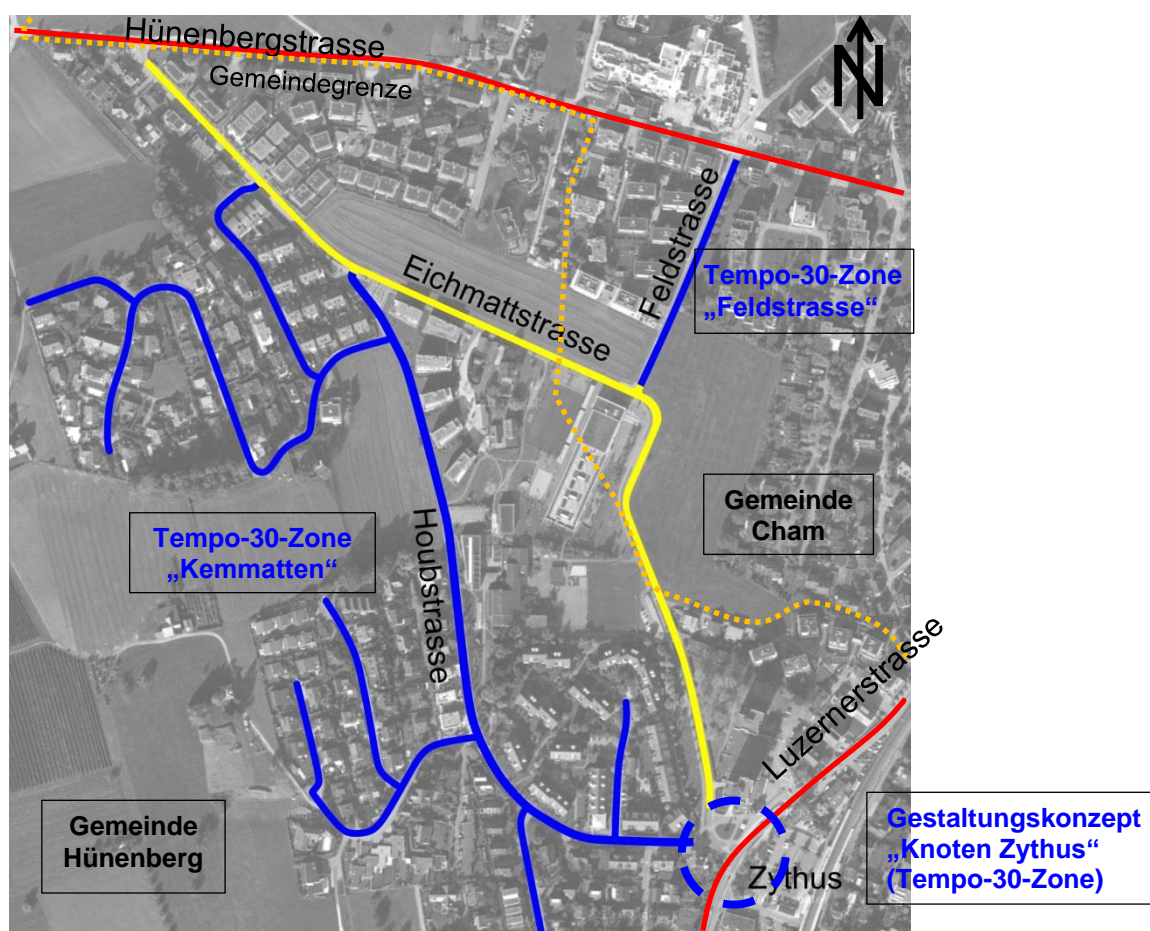 Hünenbergstrasse
Gemeindegrenze
N
Feldstrasse
Tempo-30-Zone
„Feldstrasse“
Eichmattstrasse
Gemeinde
Cham
Tempo-30-Zone
„Kemmatten“
Houbstrasse
Luzernerstrasse
Gemeinde
Hünenberg
Gestaltungskonzept
„Knoten Zythus“
(Tempo-30-Zone)
Zythus